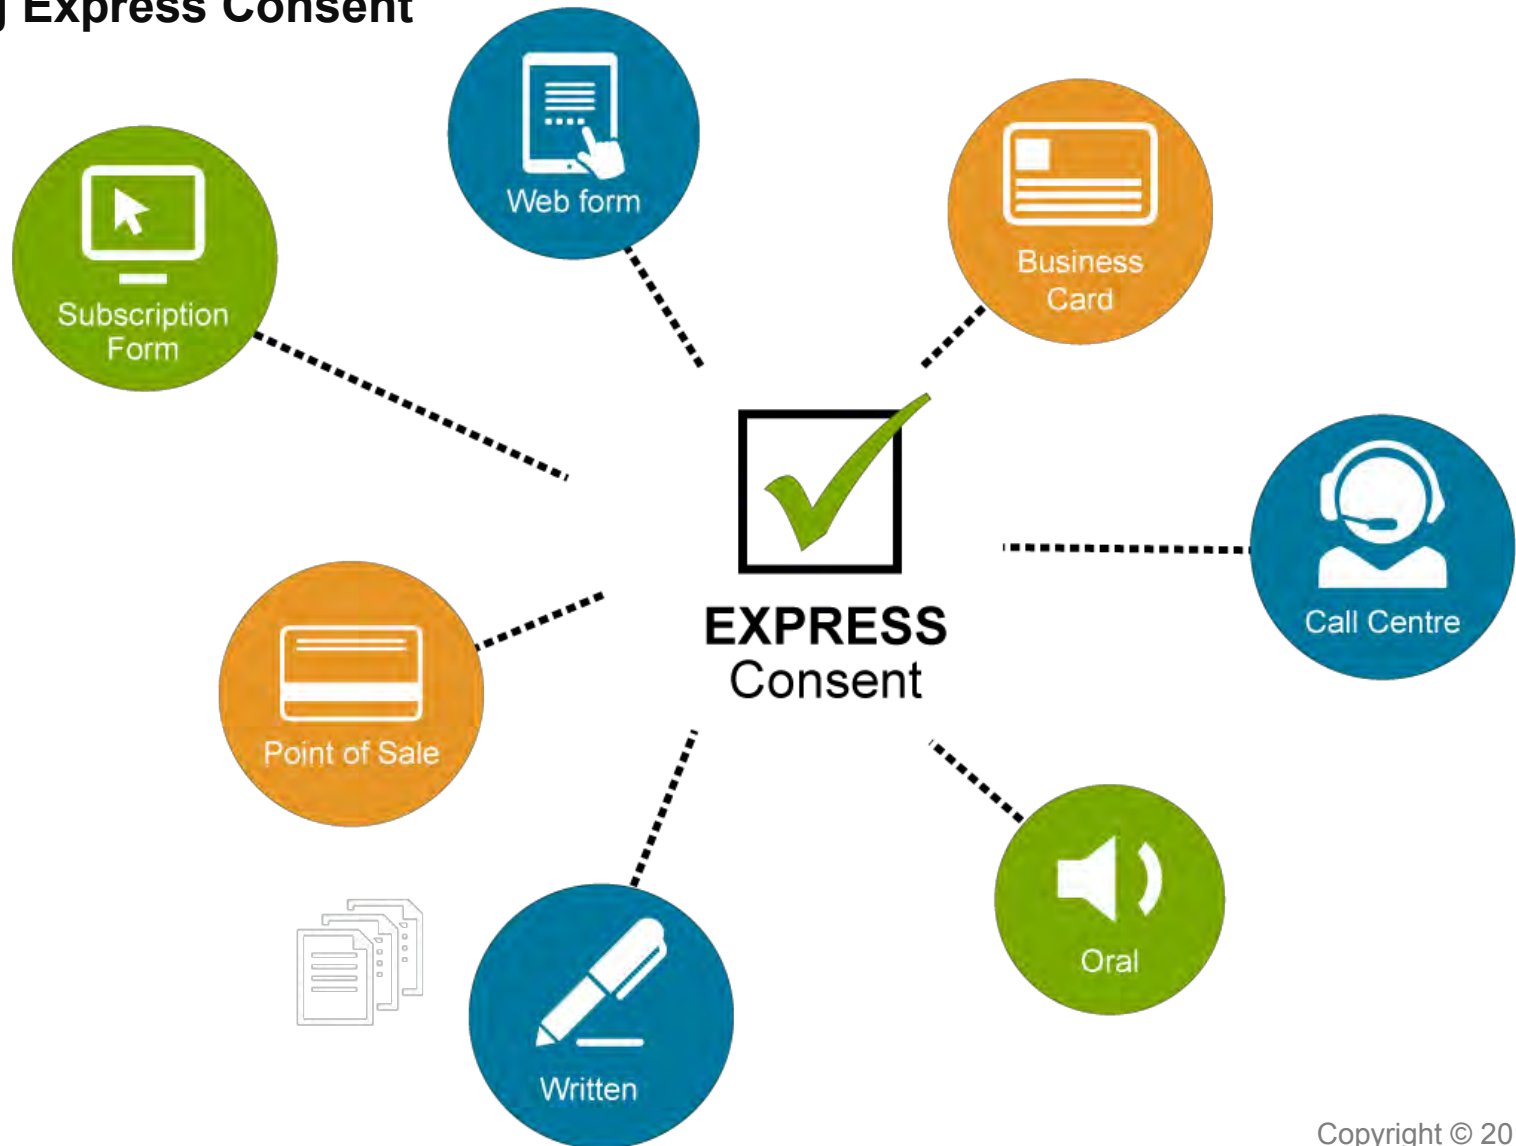 g Express Consent
Web form
Business
Card
Subscription
Form
EXPRESS
Consent
Call Centre
Point of Sale
Oral
Written
Copyright © 20